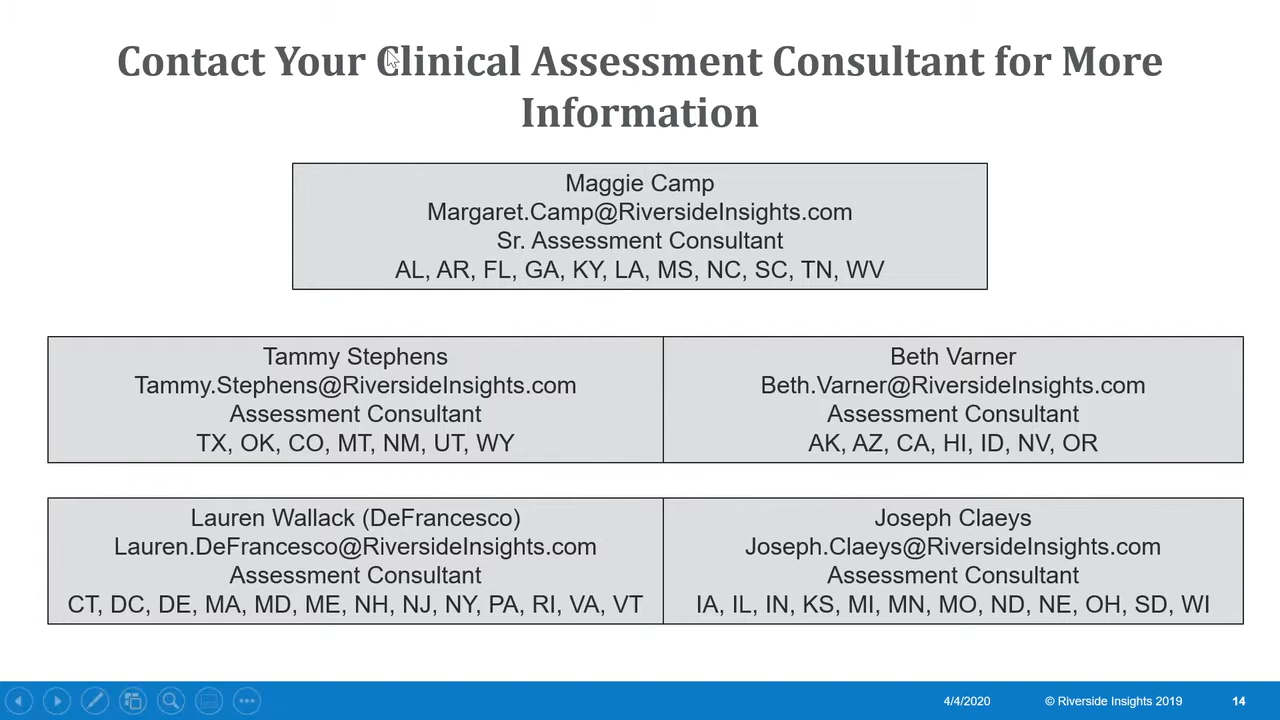 Contact Your Clinical Assessment Consultant for More
Information
Maggie Camp
Margaret.Camp@RiversideInsights.com
Sr. Assessment Consultant
AL, AR, FL, GA, KY, LA, MS, NC, SC, TN, WV
Tammy Stephens
Tammy.Stephens@RiversideInsights.com
Assessment Consultant
TX, OK, CO, MT, NM, UT, WY
Beth Varner
Beth.Varner@RiversideInsights.com
Assessment Consultant
AK, AZ, CA, HI, ID, NV, OR
Lauren Wallack (DeFrancesco)
Lauren.DeFrancesco@RiversideInsights.com
Assessment Consultant
CT, DC, DE, MA, MD, ME, NH, NJ, NY, PA, RI, VA, VT
Joseph Claeys
Joseph.Claeys@RiversideInsights.com
Assessment Consultant
IA, IL, IN, KS, MI, MN, MO, ND, NE, OH, SD, WI
4/4/2020
© Riverside Insights 2019
14